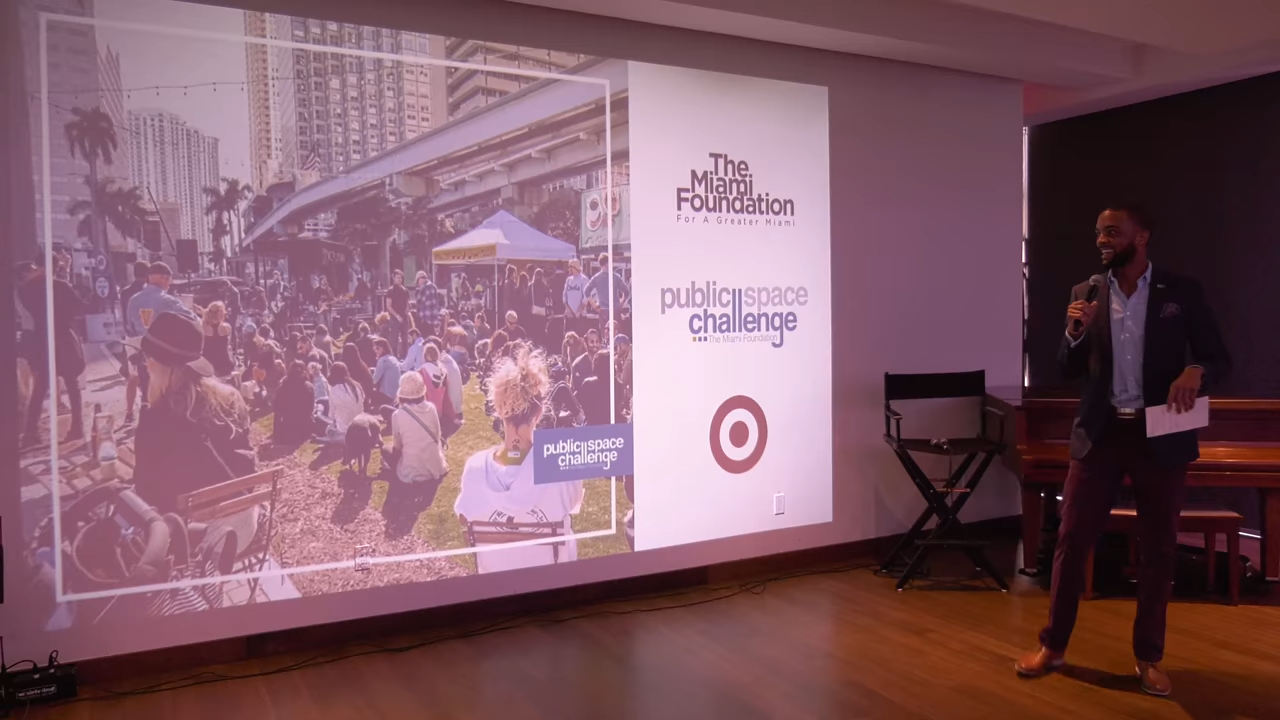 The
Miami
Foundation
For A Greater Miami
public space
challenge
The Miami Foundation
public space
challenge